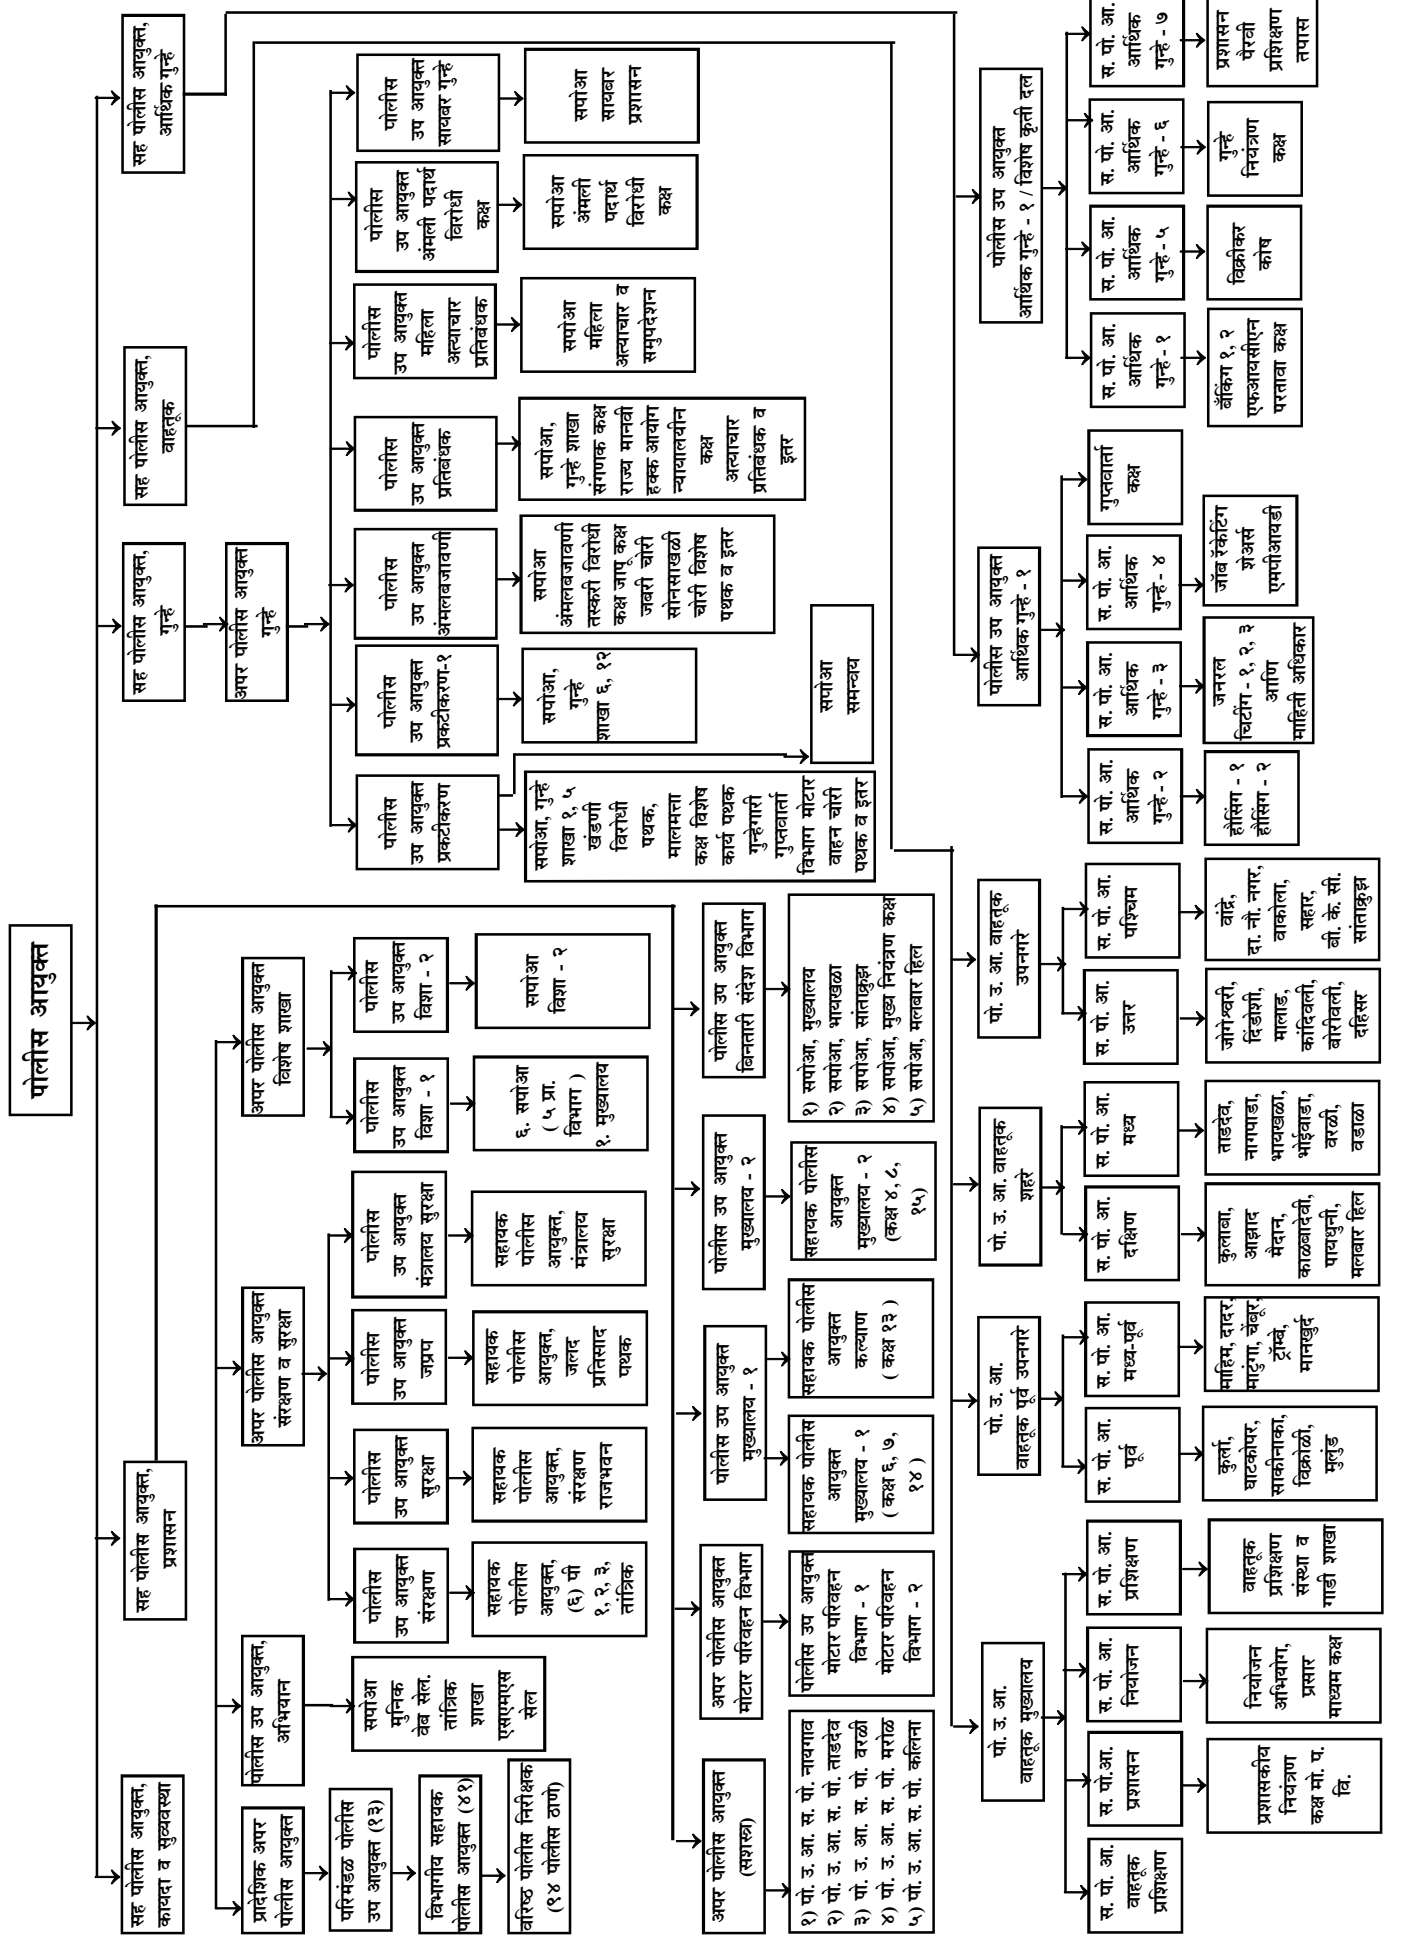 पोलीस आयुक्त
सह पोलीस आयुक्त,
कायदा व सुव्यवस्था
सह पोलीस आयुक्त,
प्रशासन
सह पोलीस आयुक्त,
गुन्हे
सह पोलीस आयुक्त,
वाहतूक
सह पोलीस आयुक्त,
आर्थिक गुन्हे
प्रादेशिक अपर
पोलीस आयुक्त
परिमंडळ पोलीस
उप आयुक्त (१३)
विभागीय सहायक
पोलीस आयुक्त (४१)
वरिष्ठ पोलीस निरीक्षक
(९४ पोलीस ठाणे)
पोलीस उप आयुक्त,
अभियान
सपोआ
मुनिक
वेब सेल.
तांत्रिक
शाखा
एसएमएस
सेल
अपर पोलीस आयुक्त
संरक्षण व सुरक्षा
पोलीस
उप आयुक्त
संरक्षण
सहायक
पोलीस
आयुक्त,
(६) पी
१, २, ३,
तांत्रिक
पोलीस
उप आयुक्त
सुरक्षा
सहायक
पोलीस
आयुक्त,
संरक्षण
राजभवन
पोलीस
उप आयुक्त
जप्रप
सहायक
पोलीस
आयुक्त,
जलद
प्रतिसाद
पथक
पोलीस
उप आयुक्त
मंत्रालय सुरक्षा
सहायक
पोलीस
आयुक्त,
मंत्रालय
सुरक्षा
अपर पोलीस आयुक्त
विशेष शाखा
पोलीस
उप आयुक्त
विशा - १
६. सपोआ
( ५ प्रा.
विभाग )
१. मुख्यालय
पोलीस
उप आयुक्त
विशा - २
सपोआ
विशा - २
अपर पोलीस आयुक्त
गुन्हे
पोलीस
उप आयुक्त
प्रकटीकरण
सपोआ, गुन्हे
शाखा १, ५
खंडणी
विरोधी
पथक,
मालमत्ता
कक्ष विशेष
कार्य पथक
गुन्हेगारी
गुप्तवार्ता
विभाग मोटार
वाहन चोरी
पथक व इतर
सपोआ
समन्वय
पोलीस
उप आयुक्त
प्रकटीकरण-१
सपोआ,
गुन्हे
शाखा ६, १२
पोलीस
उप आयुक्त
अंमलबजावणी
सपोआ
अंमलबजावणी
तस्करी विरोधी
कक्ष जापू कक्ष
जबरी चोरी
सोनसाखळी
चोरी विशेष
पथक व इतर
पोलीस
उप आयुक्त
प्रतिबंधक
सपोआ,
गुन्हे शाखा
संगणक कक्ष
राज्य मानवी
हक्क आयोग
न्यायालयीन
कक्ष
अत्याचार
प्रतिबंधक व
इतर
पोलीस
उप आयुक्त
महिला
अत्याचार
प्रतिबंधक
सपोआ
महिला
अत्याचार व
समुपदेशन
पोलीस
उप आयुक्त
अंमली पदार्थ
विरोधी
कक्ष
सपोआ
अंमली
पदार्थ
विरोधी
कक्ष
पोलीस
उप आयुक्त
सायबर गुन्हे
सपोआ
सायबर
प्रशासन
अपर पोलीस आयुक्त
(सशस्त्र)
१) पो. उ. आ. स. पो. नायगाव
२) पो. उ. आ. स. पो. ताडदेव
३) पो. उ. आ. स. पो. वरळी
४) पो. उ. आ. स. पो. मरोळ
५) पो. उ. आ. स. पो. कलिना
अपर पोलीस आयुक्त
मोटार परिवहन विभाग
पोलीस उप आयुक्त
मोटार परिवहन
विभाग - १
मोटार परिवहन
विभाग - २
पोलीस उप आयुक्त
मुख्यालय - १
सहायक पोलीस
आयुक्त
मुख्यालय - १
( कक्ष ६, ७,
१४ )
सहायक पोलीस
आयुक्त
कल्याण
( कक्ष १३ )
पोलीस उप आयुक्त
मुख्यालय - २
सहायक पोलीस
आयुक्त
मुख्यालय - २
(कक्ष ४, ८,
१५)
पोलीस उप आयुक्त
बिनतारी संदेश विभाग
१) सपोआ, मुख्यालय
२) सपोआ, भायखळा
३) सपोआ, सांताक्रुझ
४) सपोआ, मुख्य नियंत्रण कक्ष
५) सपोआ, मलबार हिल
पो. उ. आ.
वाहतूक मुख्यालय
स. पो. आ.
वाहतूक
प्रशिक्षण
स. पो.आ.
प्रशासन
प्रशासकीय
नियंत्रण
कक्ष मो. प.
वि.
स. पो. आ.
नियोजन
नियोजन
अभियोग,
प्रसार
माध्यम कक्ष
स. पो. आ.
प्रशिक्षण
वाहतूक
प्रशिक्षण
संस्था व
गाडी शाखा
पो. उ. आ.
वाहतूक पूर्व उपनगरे
स. पो. आ.
पूर्व
कुर्ला,
घाटकोपर,
साकीनाका,
विक्रोळी,
मुलुंड
स. पो. आ.
मध्य-पूर्व
माहिम, दादर,
माटुंगा, चेंबूर,
ट्रॉम्बे,
मानखुर्द
पो. उ. आ. वाहतूक
शहरे
स. पो. आ.
दक्षिण
कुलाबा,
आझाद
मैदान,
काळबादेवी,
पायधुनी,
मलबार हिल
स. पो. आ.
मध्य
ताडदेव,
नागपाडा,
भायखळा,
भोईवाडा,
वरळी,
वडाळा
पो. उ. आ. वाहतूक
उपनगरे
स. पो. आ.
उत्तर
जोगेश्वरी,
दिंडोशी,
मालाड,
कांदिवली,
बोरीवली,
दहिसर
स. पो. आ.
पश्चिम
वांद्रे,
दा. नौ. नगर,
वाकोला,
सहार,
बी. के. सी.
सांताक्रुझ
पोलीस उप आयुक्त
आर्थिक गुन्हे - १
स. पो. आ.
आर्थिक
गुन्हे - २
हौसिंग - १
हौसिंग - २
स. पो. आ.
आर्थिक
गुन्हे - ३
जनरल
चिटींग - १, २, ३
आणि
माहिती अधिकार
स. पो. आ.
आर्थिक
गुन्हे - ४
जॉब रॅकेटिंग
शेअर्स
एमपीआयडी
गुप्तवार्ता
कक्ष
पोलीस उप आयुक्त
आर्थिक गुन्हे - १ / विशेष कृती दल
स. पो. आ.
आर्थिक
गुन्हे - १
बँकिंग १, २
एफआयसीएन
परतावा कक्ष
स. पो. आ.
आर्थिक
गुन्हे - ५
विक्रीकर
कोष
स. पो. आ.
आर्थिक
गुन्हे - ६
गुन्हे
नियंत्रण
कक्ष
स. पो. आ.
आर्थिक
गुन्हे - ७
प्रशासन
पैरवी
प्रशिक्षण
तपास